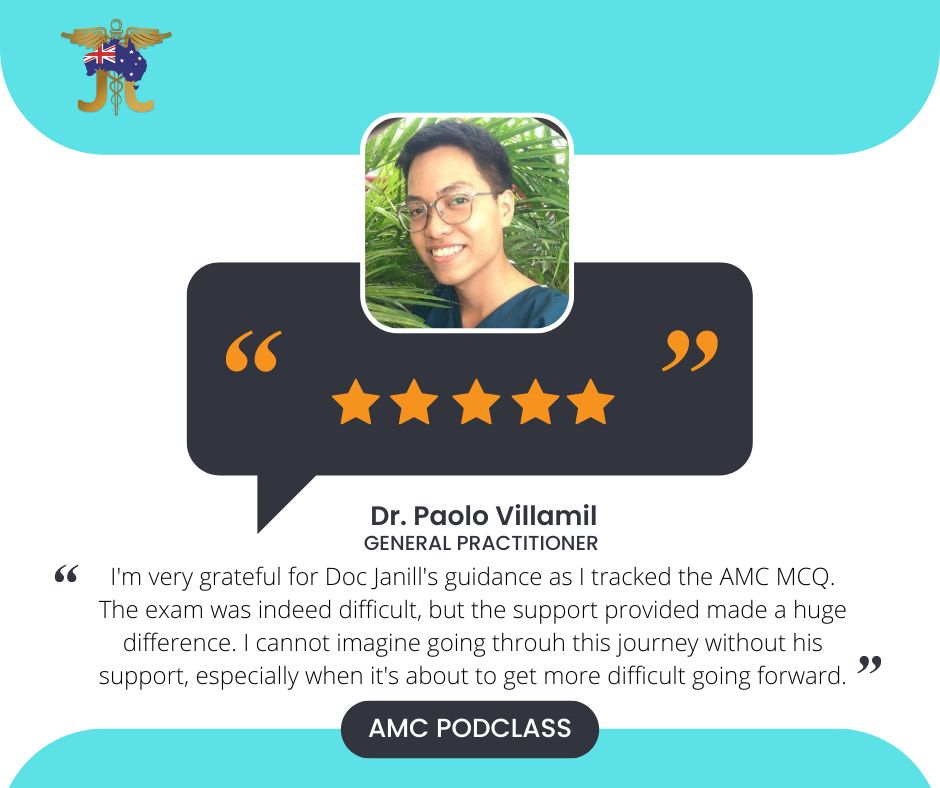 JL
“ ”
Dr. Paolo Villamil
GENERAL PRACTITIONER
“ I'm very grateful for Doc Janill's guidance as I tracked the AMC MCQ.
The exam was indeed difficult, but the support provided made a huge
difference. I cannot imagine going throuh this journey without his
support, especially when it's about to get more difficult going forward. ”
AMC PODCLASS